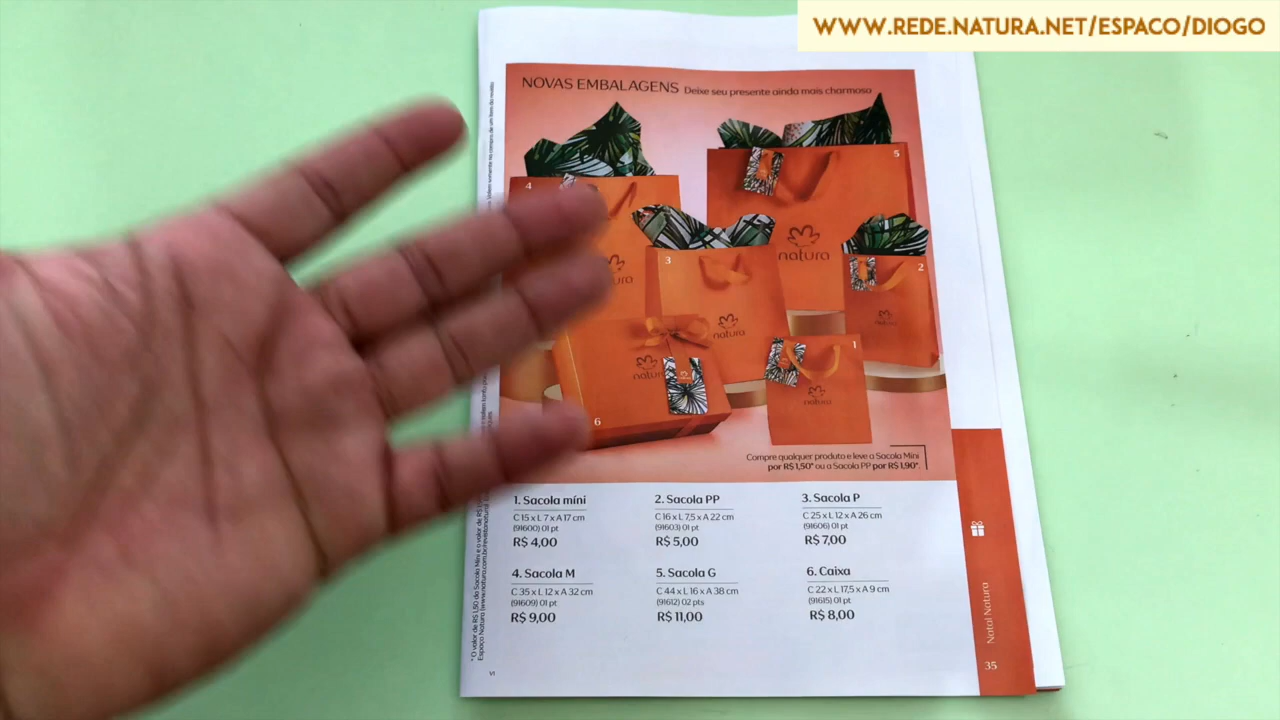 WWW.REDE.NATURA.NET/ESPACO/DIOGO
NOVAS EMBALAGENS Deixe seu presente ainda mais charmoso
4
5
3
2
natura
natura
natura
natura
1
6
Compre qualquer produto e leve a Sacola Mini
por R$ 1,50* ou a Sacola PP por R$ 1,90*.
1. Sacola míni
C 15 x L 7 x A 17 cm
(91600) 01 pt
R$ 4,00
2. Sacola PP
C 16 x L 7,5 x A 22 cm
(91603) 01 pt
R$ 5,00
3. Sacola P
C 25 x L 12 x A 26 cm
(91606) 01 pt
R$ 7,00
4. Sacola M
C 35 x L 12 x A 32 cm
(91609) 01 pt
R$ 9,00
5. Sacola G
C 44 x L 16 x A 38 cm
(91612) 02 pts
R$ 11,00
6. Caixa
C 22 x L 17,5 x A 9 cm
(91615) 01 pt
R$ 8,00
Natal Natura
35
VI